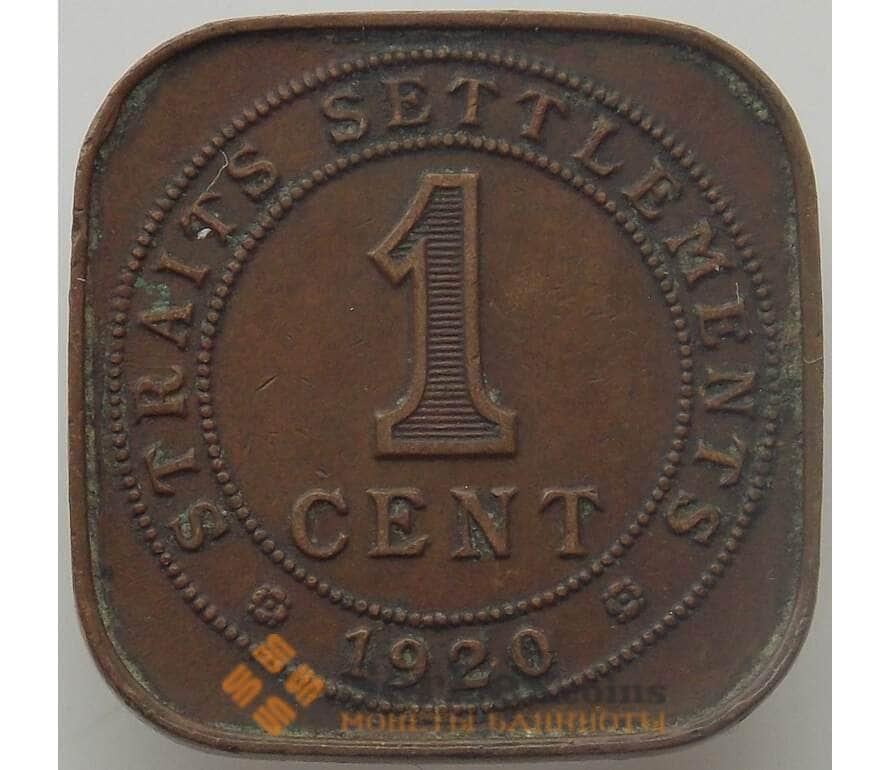 STRAITS SETTLEMENTS
1
CENT
1920
МОНЕТЫ БАНКНОТЫ